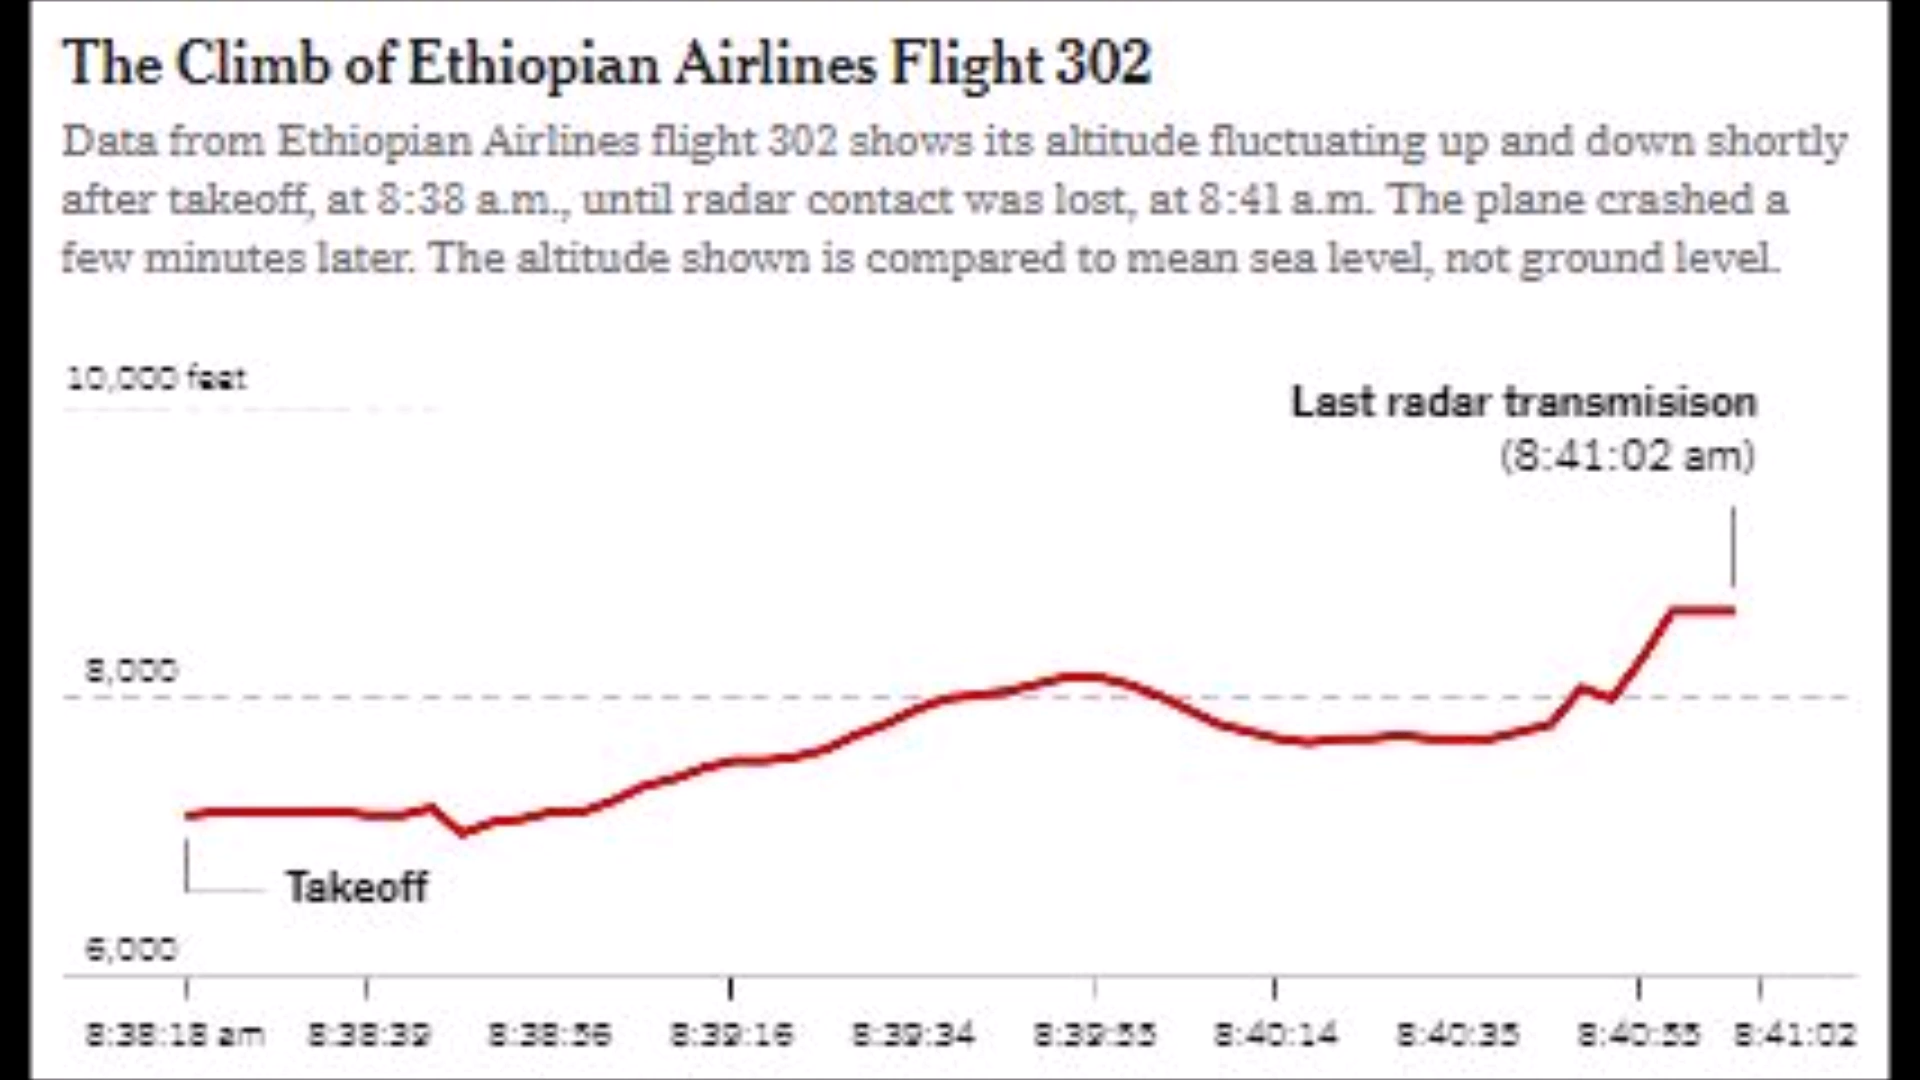 The Climb of Ethiopian Airlines Flight 302
Data from Ethiopian Airlines flight 302 shows its altitude fluctuating up and down shortly
after takeoff, at 8:38 a.m., until radar contact was lost, at 8:41 a.m. The plane crashed a
few minutes later. The altitude shown is compared to mean sea level, not ground level.
10,000 feet
Last radar transmisison
(8:41:02 am)
8,000
Takeoff
6,000
8:38:18 am 8:38:39 8:38:56 8:39:16 8:39:34 8:39:55 8:40:14 8:40:35 8:40:55 8:41:02